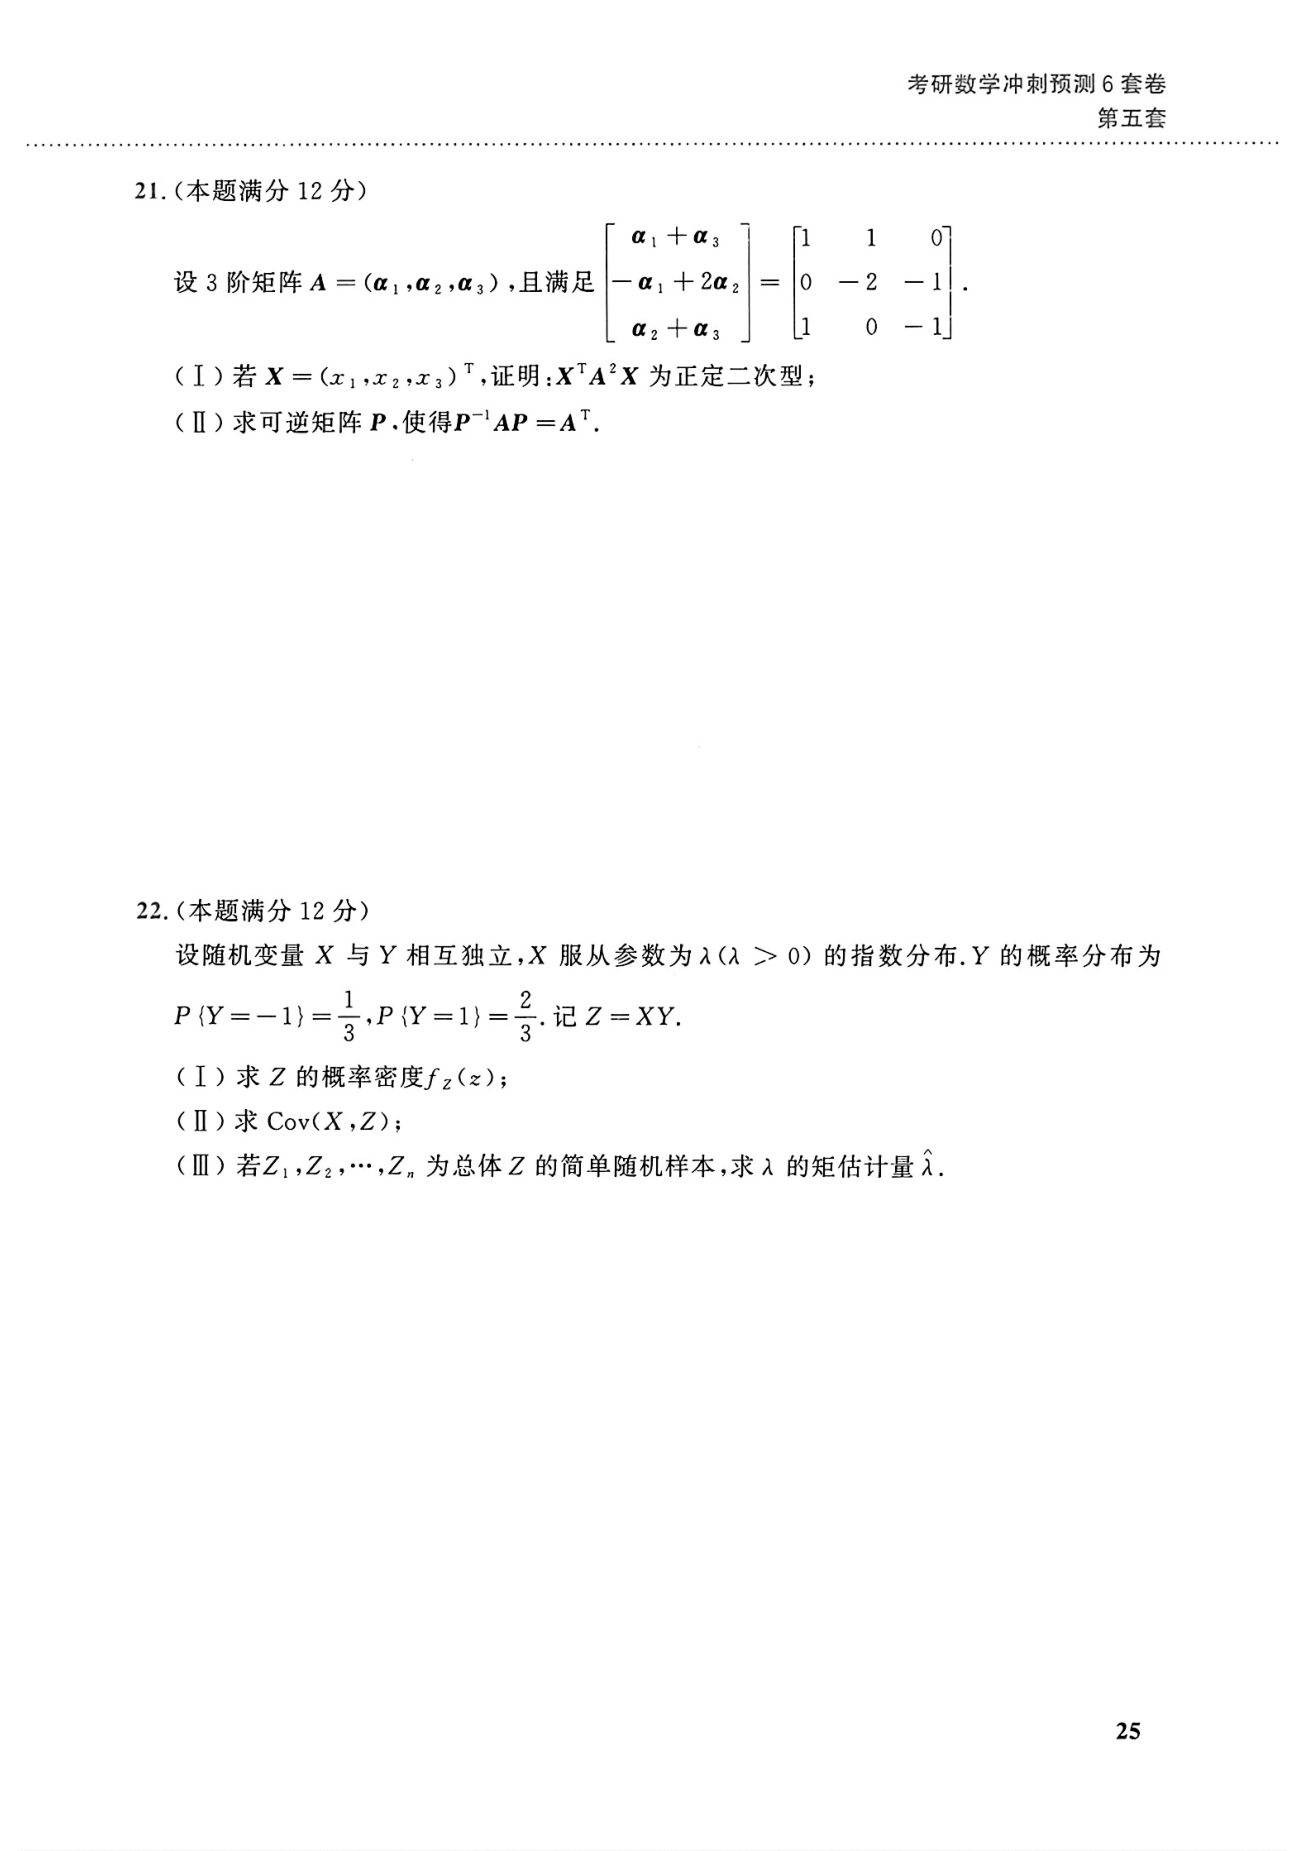 考研数学冲刺预测6套卷
第五套
21.(本题满分12分)
设3阶矩阵A=(α₁,α₂,α₃),且满足[α₁+α₃; -α₁+2α₂; α₂+α₃]=[1 1 0; 0 -2 -1; 1 0 -1].
(Ⅰ)若X=(x₁,x₂,x₃)ᵀ,证明:XᵀA²X为正定二次型;
(Ⅱ)求可逆矩阵P,使得P⁻¹AP=Aᵀ.
22.(本题满分12分)
设随机变量X与Y相互独立,X服从参数为λ(λ>0)的指数分布.Y的概率分布为
P{Y=-1}=1/3,P{Y=1}=2/3.记Z=XY.
(Ⅰ)求Z的概率密度f_Z(z);
(Ⅱ)求Cov(X,Z);
(Ⅲ)若Z₁,Z₂,…,Zₙ为总体Z的简单随机样本,求λ的矩估计量λ̂.
25